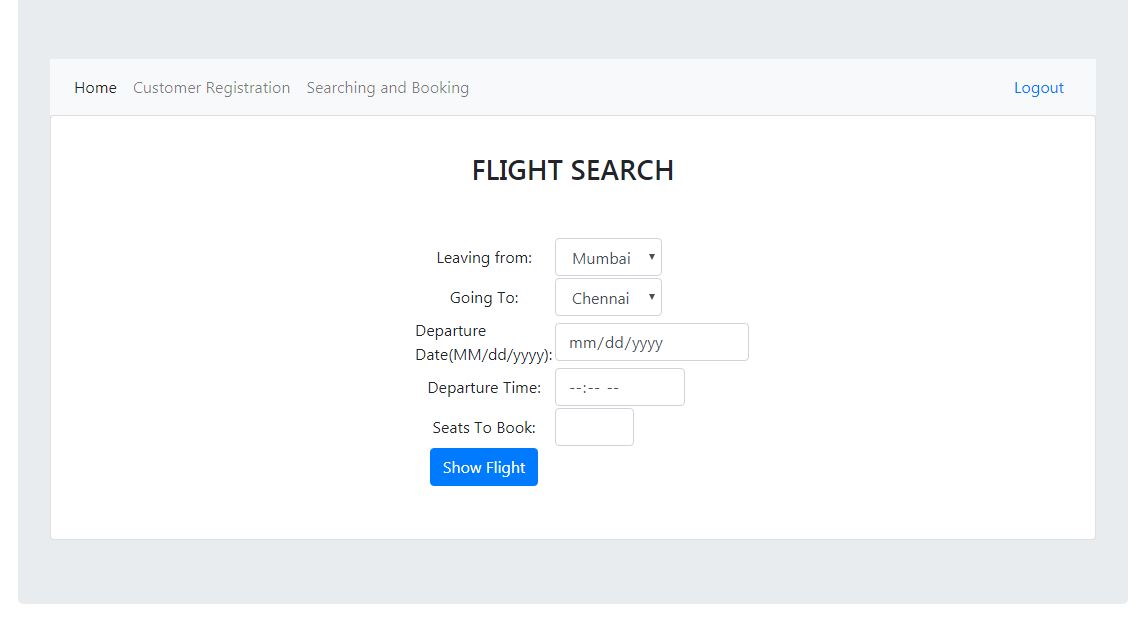 Home Customer Registration Searching and Booking Logout
FLIGHT SEARCH
Leaving from: Mumbai
Going To: Chennai
Departure
Date(MM/dd/yyyy): mm/dd/yyyy
Departure Time: --:-- --
Seats To Book:
Show Flight